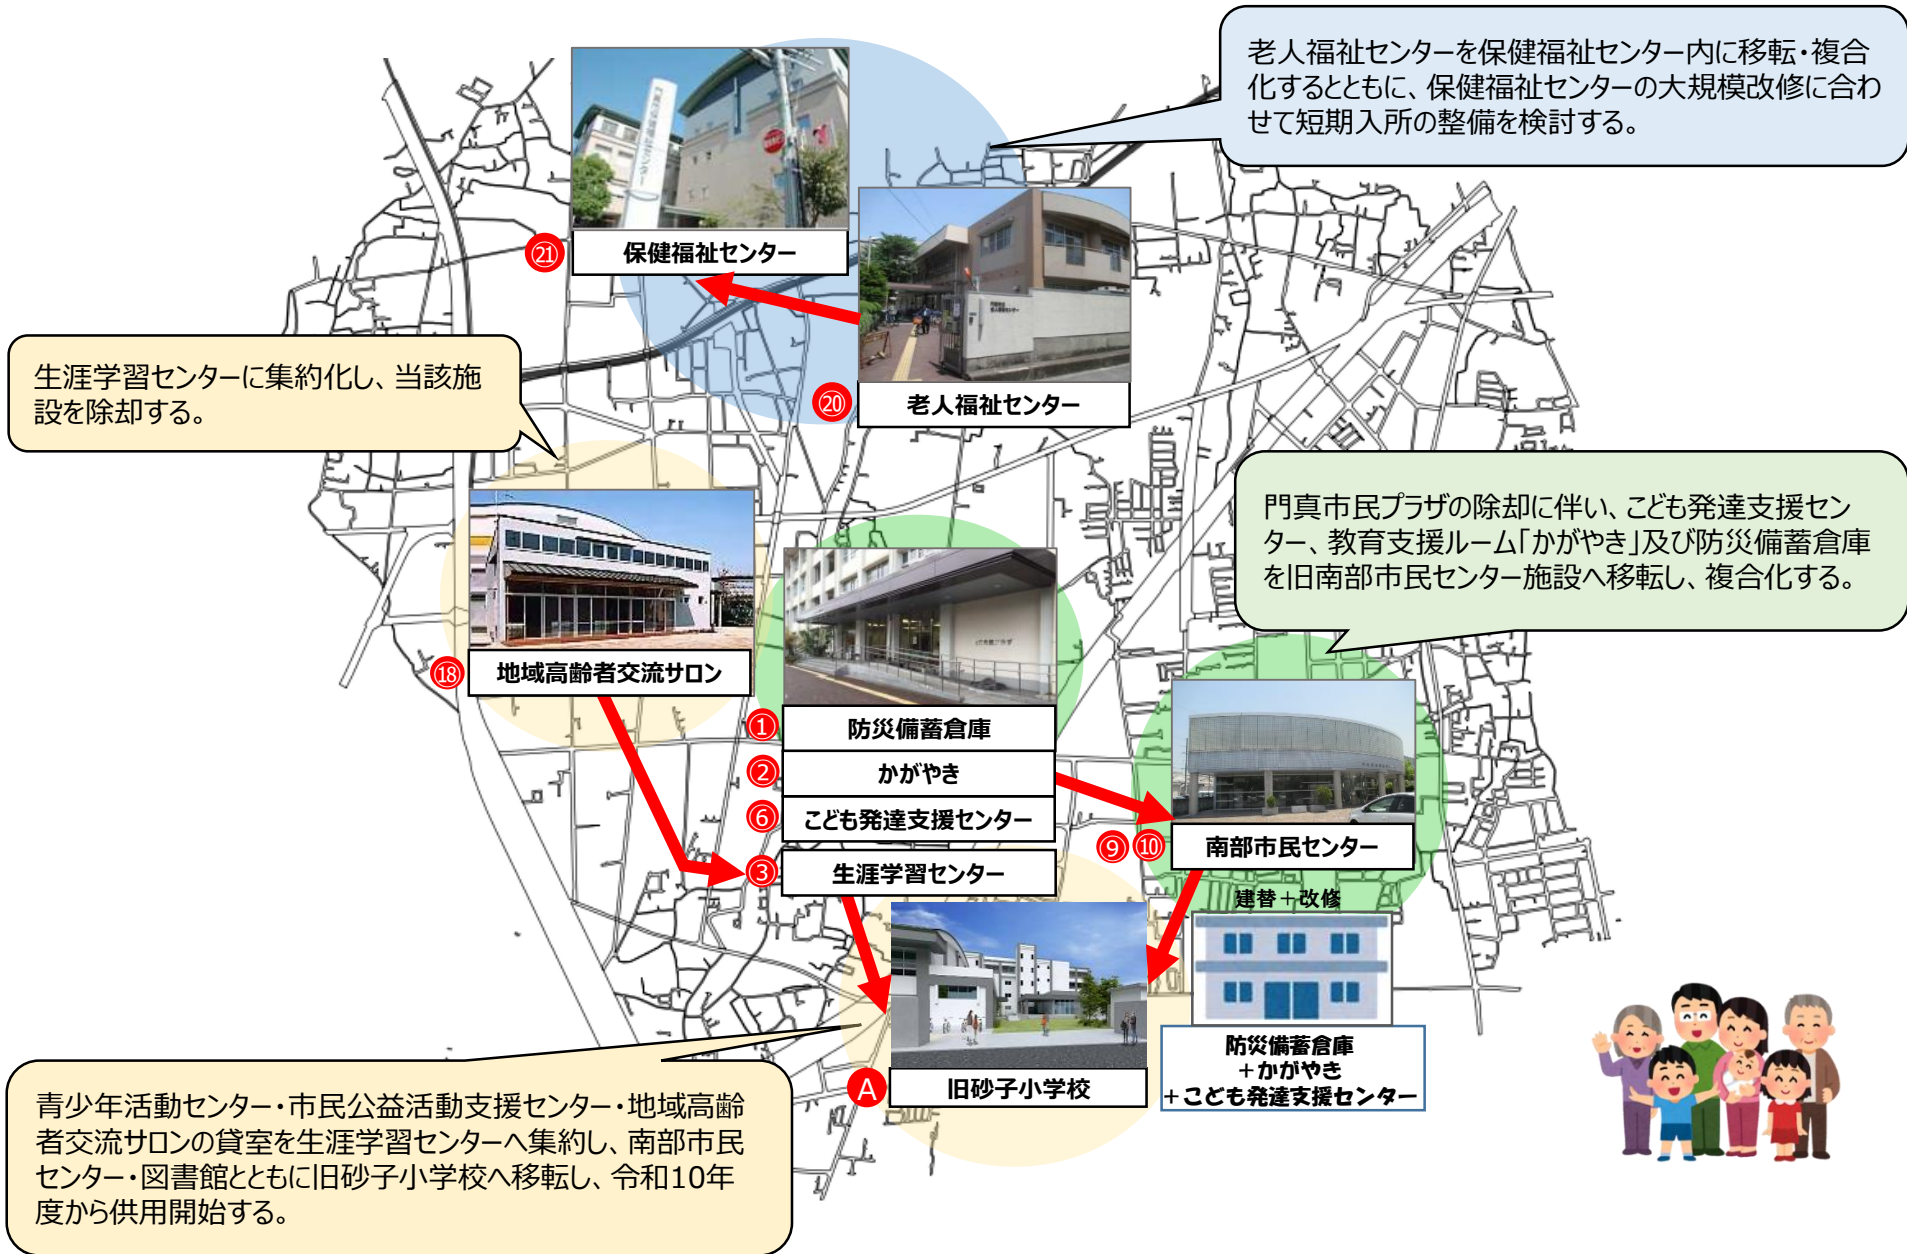 老人福祉センターを保健福祉センター内に移転・複合
化するとともに、保健福祉センターの大規模改修に合わ
せて短期入所の整備を検討する。
㉑
保健福祉センター
⑳
老人福祉センター
生涯学習センターに集約化し、当該施
設を除却する。
門真市民プラザの除却に伴い、こども発達支援セン
ター、教育支援ルーム「かがやき」及び防災備蓄倉庫
を旧南部市民センター施設へ移転し、複合化する。
⑱
地域高齢者交流サロン
①
防災備蓄倉庫
②
かがやき
⑥
こども発達支援センター
③
生涯学習センター
⑨ ⑩
南部市民センター
建替＋改修
防災備蓄倉庫
＋かがやき
＋こども発達支援センター
A
旧砂子小学校
青少年活動センター・市民公益活動支援センター・地域高齢
者交流サロンの貸室を生涯学習センターへ集約し、南部市民
センター・図書館とともに旧砂子小学校へ移転し、令和10年
度から供用開始する。